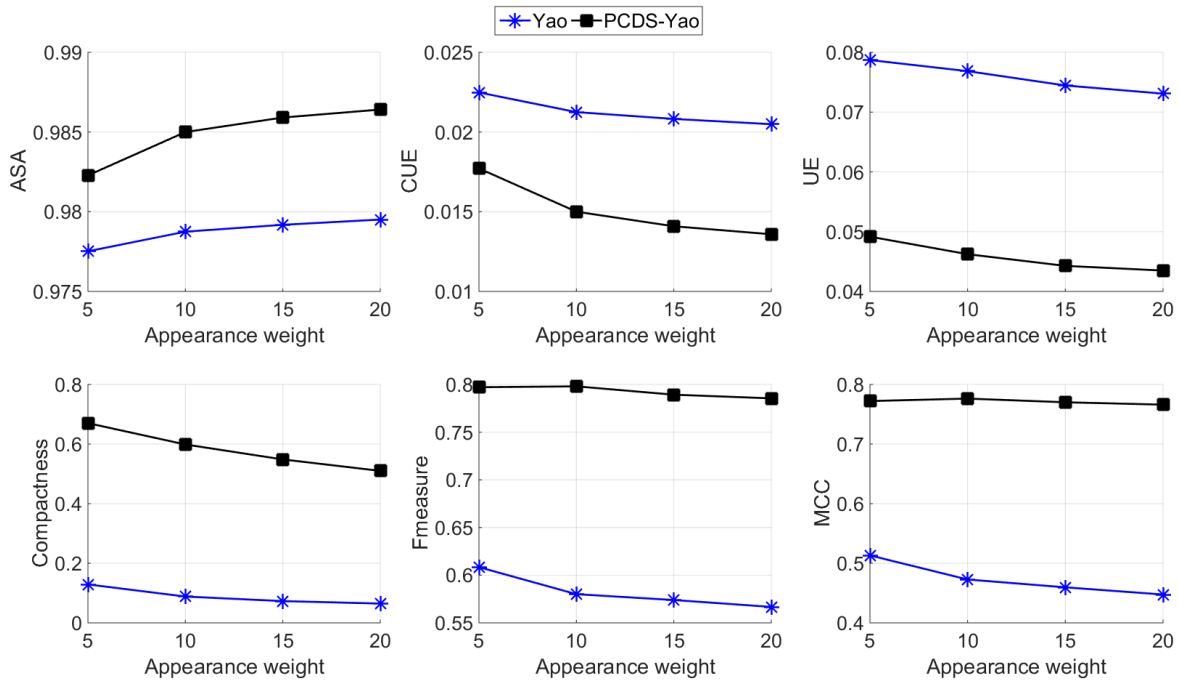 Yao PCDS-Yao
0.99
0.985
0.98
0.975
ASA
5 10 15 20
Appearance weight
0.025
0.02
0.015
0.01
CUE
5 10 15 20
Appearance weight
0.08
0.07
0.06
0.05
0.04
UE
5 10 15 20
Appearance weight
0.8
0.6
0.4
0.2
0
Compactness
5 10 15 20
Appearance weight
0.8
0.75
0.7
0.65
0.6
0.55
Fmeasure
5 10 15 20
Appearance weight
0.8
0.7
0.6
0.5
0.4
MCC
5 10 15 20
Appearance weight